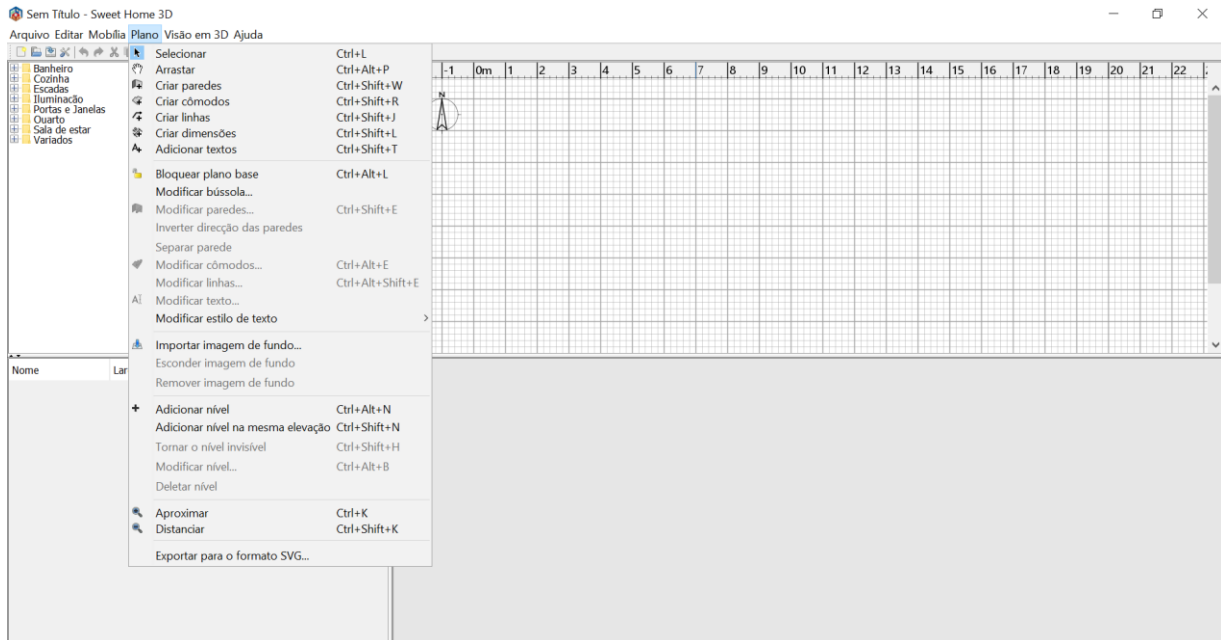 Sem Título - Sweet Home 3D
Arquivo Editar Mobília Plano Visão em 3D Ajuda
Banheiro
Cozinha
Escadas
Iluminacão
Portas e Janelas
Quarto
Sala de estar
Variados
Selecionar Ctrl+L
Arrastar Ctrl+Alt+P
Criar paredes Ctrl+Shift+W
Criar cômodos Ctrl+Shift+R
Criar linhas Ctrl+Shift+J
Criar dimensões Ctrl+Shift+L
Adicionar textos Ctrl+Shift+T
Bloquear plano base Ctrl+Alt+L
Modificar bússola...
Modificar paredes... Ctrl+Shift+E
Inverter direcção das paredes
Separar parede
Modificar cômodos... Ctrl+Alt+E
Modificar linhas... Ctrl+Alt+Shift+E
Modificar texto...
Modificar estilo de texto
Importar imagem de fundo...
Esconder imagem de fundo
Remover imagem de fundo
Adicionar nível Ctrl+Alt+N
Adicionar nível na mesma elevação Ctrl+Shift+N
Tornar o nível invisível Ctrl+Shift+H
Modificar nível... Ctrl+Alt+B
Deletar nível
Aproximar Ctrl+K
Distanciar Ctrl+Shift+K
Exportar para o formato SVG...
-1 0m 1 2 3 4 5 6 7 8 9 10 11 12 13 14 15 16 17 18 19 20 21 22
N
Nome Lar